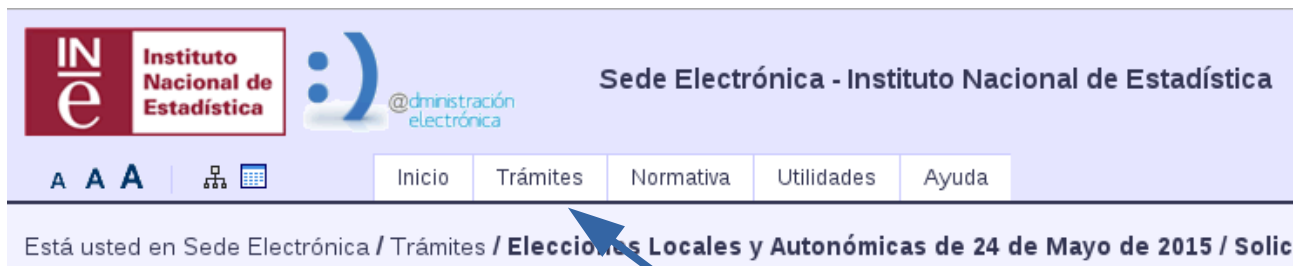 INe
Instituto
Nacional de
Estadística
:)
@dministración
electrónica
Sede Electrónica - Instituto Nacional de Estadística
A A A
Inicio Trámites Normativa Utilidades Ayuda
Está usted en Sede Electrónica / Trámites / Elecciones Locales y Autonómicas de 24 de Mayo de 2015 / Solic